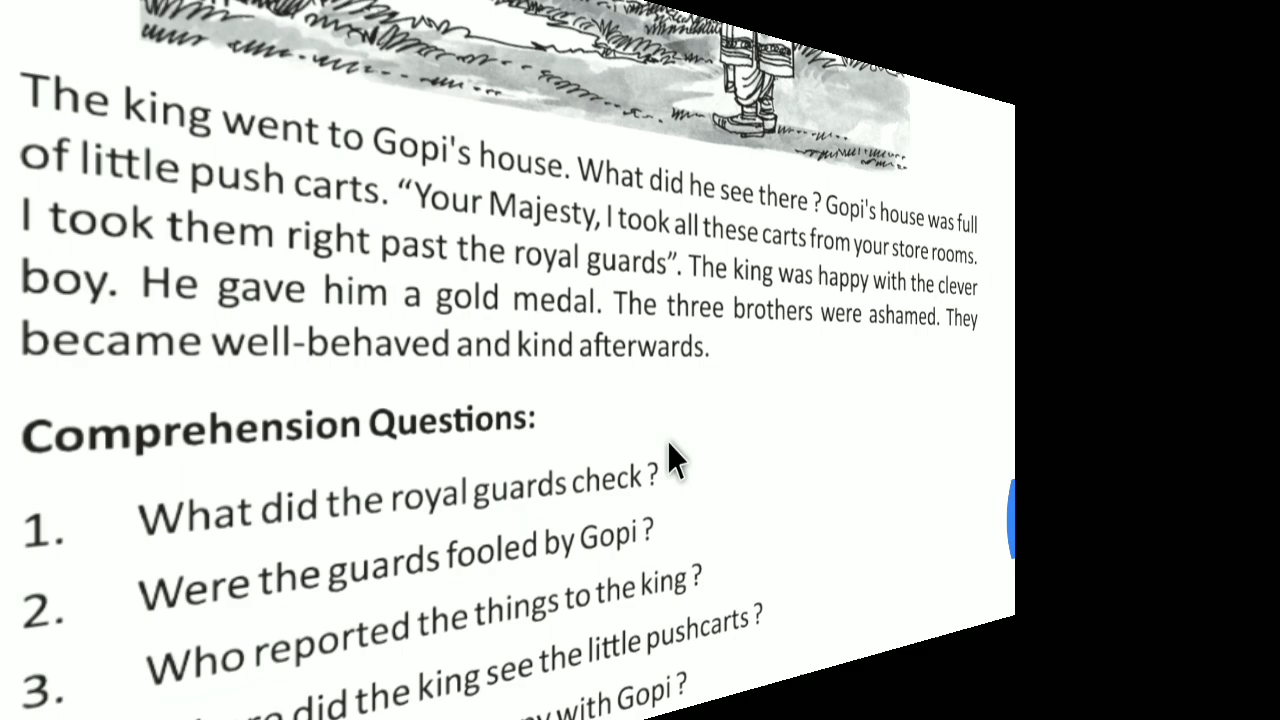 The king went to Gopi's house. What did he see there ? Gopi's house was full
of little push carts. “Your Majesty, I took all these carts from your store rooms.
I took them right past the royal guards”. The king was happy with the clever
boy. He gave him a gold medal. The three brothers were ashamed. They
became well-behaved and kind afterwards.
Comprehension Questions:
1. What did the royal guards check ?
2. Were the guards fooled by Gopi ?
3. Who reported the things to the king ?
did the king see the little pushcarts ?
with Gopi ?